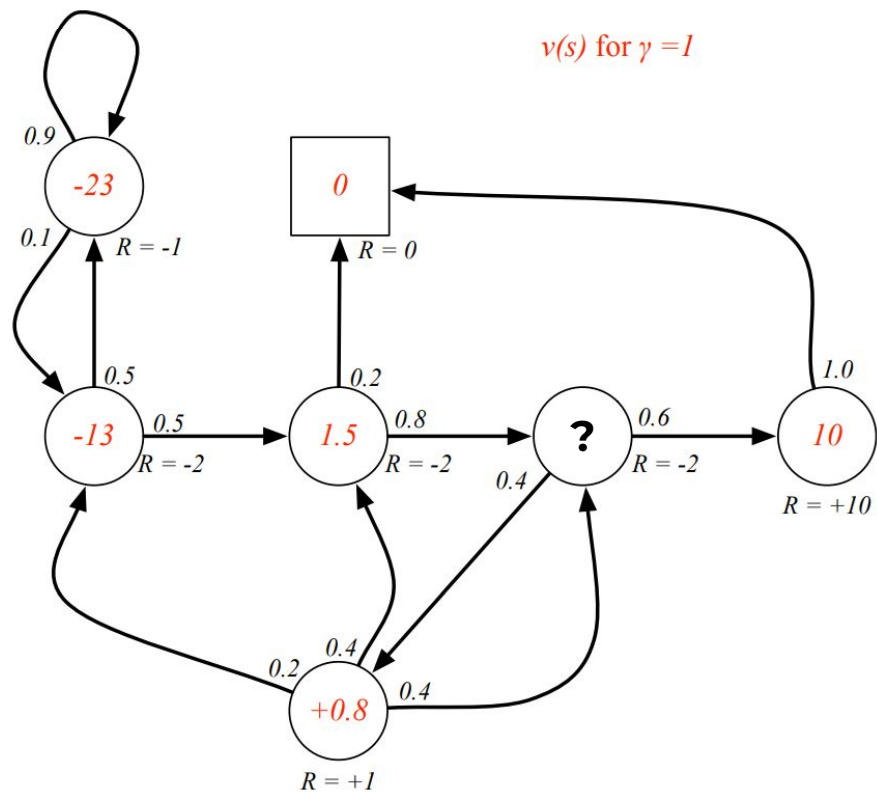 v(s) for γ =1
0.9
-23
0
0.1
R = -1
R = 0
0.5
0.2
1.0
-13
0.5
1.5
0.8
?
0.6
10
R = -2
R = -2
0.4
R = -2
R = +10
0.4
0.2
+0.8
0.4
R = +1